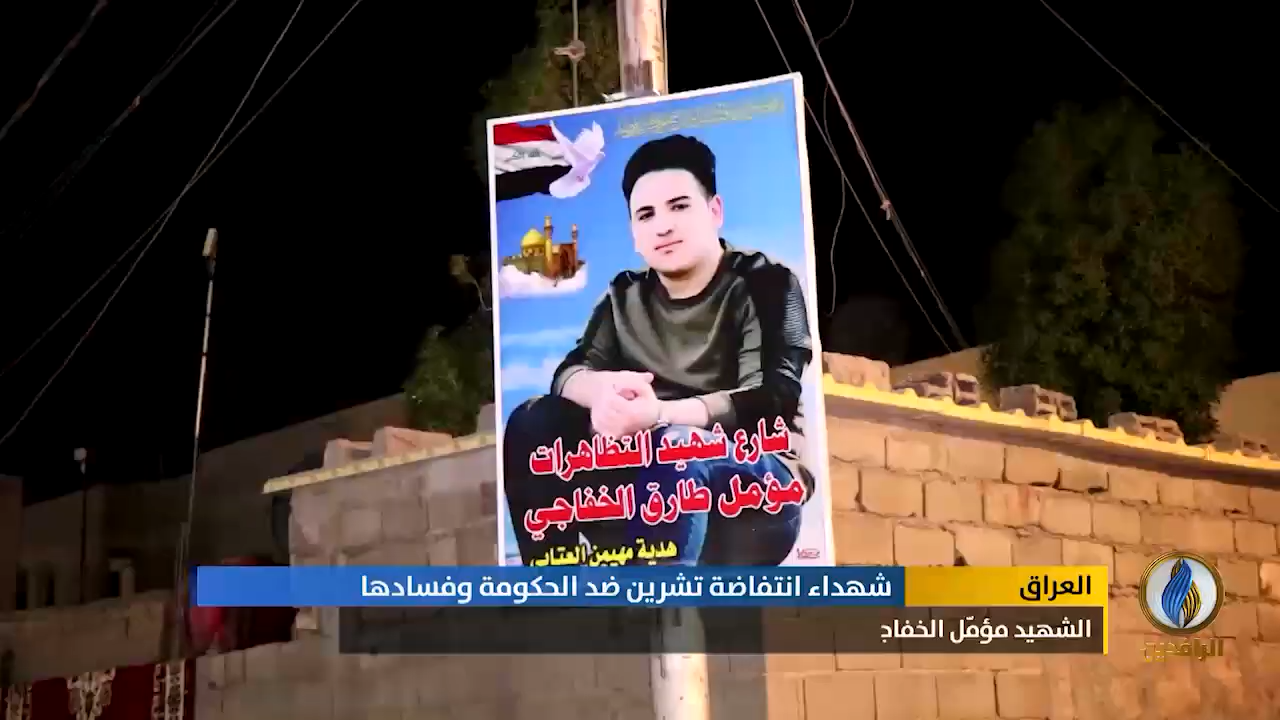 شارع شهيد التظاهرات
مؤمل طارق الخفاجي
هدية مهيمن العتابي
العراق
شهداء انتفاضة تشرين ضد الحكومة وفسادها
الشهيد مؤمّل الخفاج
الرافدين